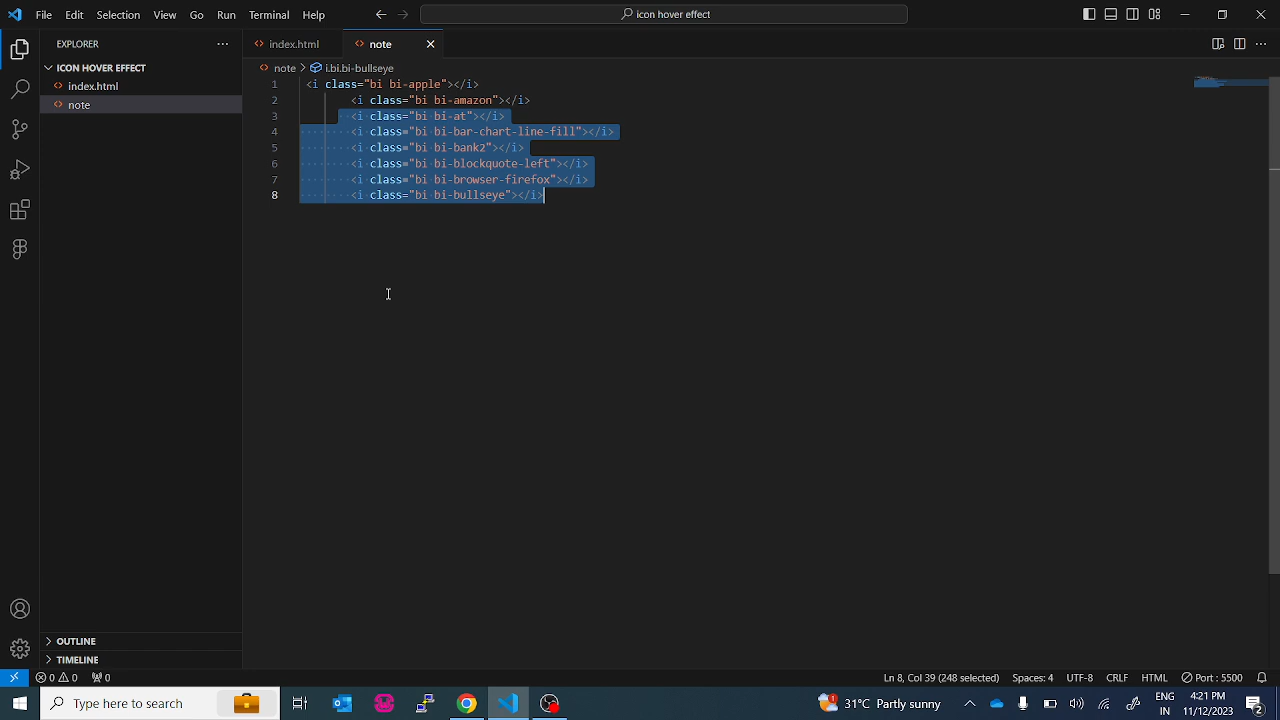 File Edit Selection View Go Run Terminal Help icon hover effect
EXPLORER index.html note
ICON HOVER EFFECT note i.bi.bi-bullseye
index.html
note
1 <i class="bi bi-apple"></i>
2 <i class="bi bi-amazon"></i>
3 <i class="bi bi-at"></i>
4 <i class="bi bi-bar-chart-line-fill"></i>
5 <i class="bi bi-bank2"></i>
6 <i class="bi bi-blockquote-left"></i>
7 <i class="bi bi-browser-firefox"></i>
8 <i class="bi bi-bullseye"></i>
OUTLINE
TIMELINE
0 0 0 Ln 8, Col 39 (248 selected) Spaces: 4 UTF-8 CRLF HTML Port : 5500
Type here to search 1 31°C Partly sunny ENG IN 4:21 PM 11/12/2023 2